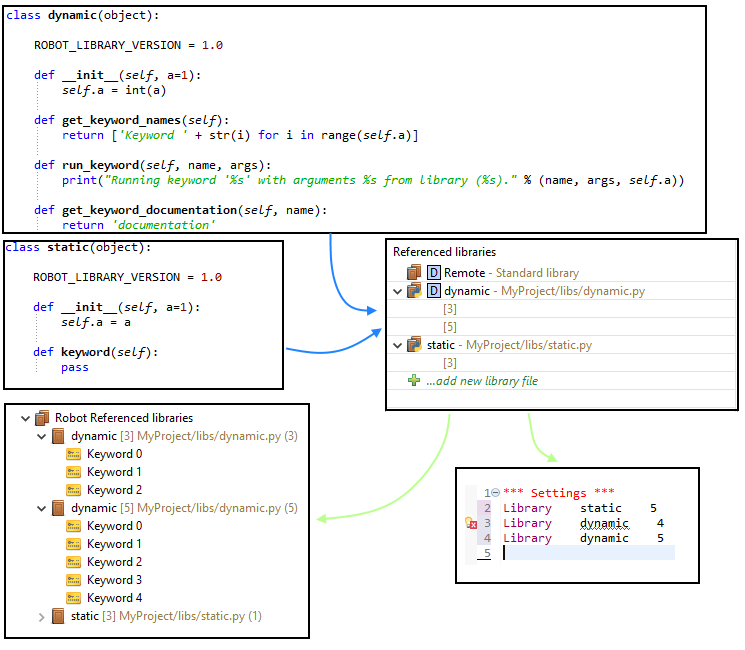 class dynamic(object):
ROBOT_LIBRARY_VERSION = 1.0
def __init__(self, a=1):
self.a = int(a)
def get_keyword_names(self):
return ['Keyword ' + str(i) for i in range(self.a)]
def run_keyword(self, name, args):
print("Running keyword '%s' with arguments %s from library (%s)." % (name, args, self.a))
def get_keyword_documentation(self, name):
return 'documentation'
class static(object):
ROBOT_LIBRARY_VERSION = 1.0
def __init__(self, a=1):
self.a = a
def keyword(self):
pass
Referenced libraries
D Remote - Standard library
D dynamic - MyProject/libs/dynamic.py
[3]
[5]
static - MyProject/libs/static.py
[3]
...add new library file
Robot Referenced libraries
dynamic [3] MyProject/libs/dynamic.py (3)
Keyword 0
Keyword 1
Keyword 2
dynamic [5] MyProject/libs/dynamic.py (5)
Keyword 0
Keyword 1
Keyword 2
Keyword 3
Keyword 4
static [3] MyProject/libs/static.py (1)
1 *** Settings ***
2 Library static 5
3 Library dynamic 4
4 Library dynamic 5
5